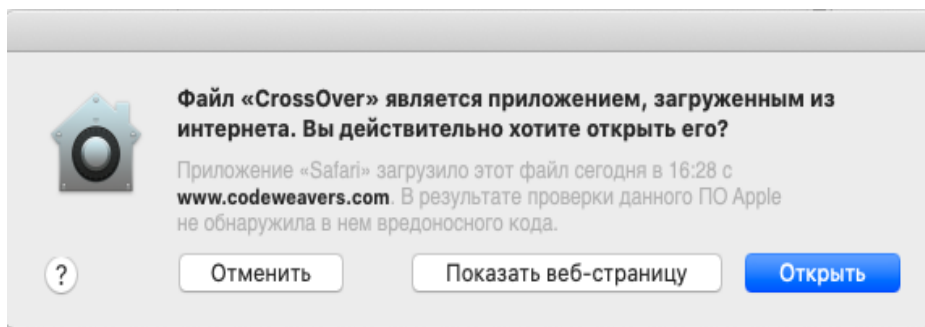 Файл «CrossOver» является приложением, загруженным из
интернета. Вы действительно хотите открыть его?
Приложение «Safari» загрузило этот файл сегодня в 16:28 с
www.codeweavers.com. В результате проверки данного ПО Apple
не обнаружила в нем вредоносного кода.
? Отменить Показать веб-страницу Открыть